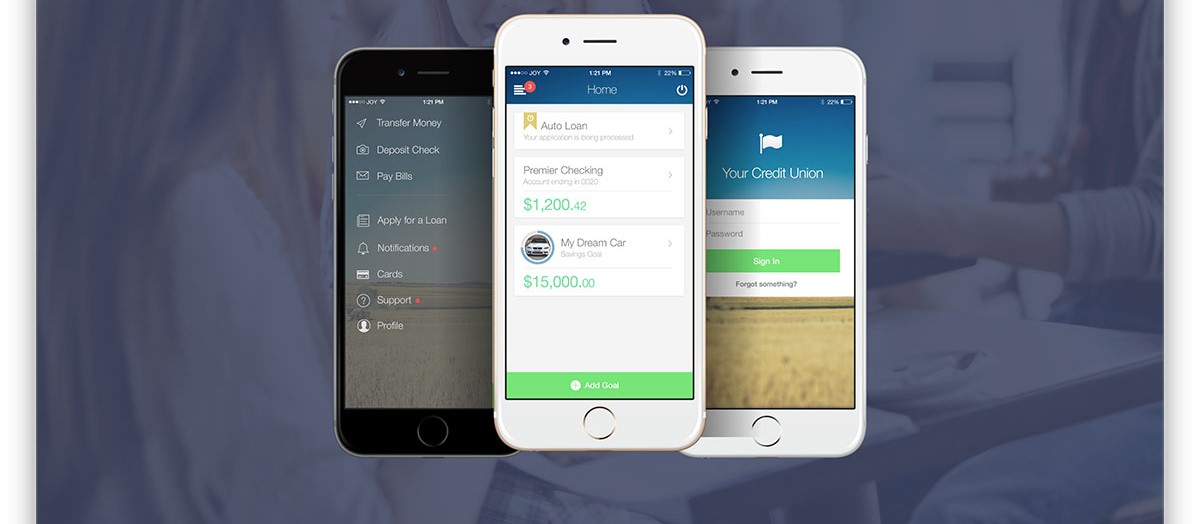 JOY 1:21 PM
Transfer Money
Deposit Check
Pay Bills
Apply for a Loan
Notifications
Cards
Support
Profile
JOY 1:21 PM 22%
3
Home
Auto Loan
Your application is being processed
Premier Checking
Account ending in 0020
$1,200.42
My Dream Car
Savings Goal
$15,000.00
Add Goal
1:21 PM 22%
Your Credit Union
Username
Password
Sign In
Forgot something?